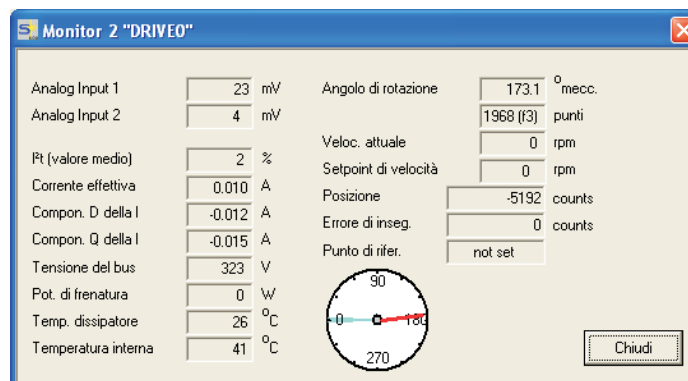 Monitor 2 "DRIVE0"
Analog Input 1 23 mV
Analog Input 2 4 mV
I²t (valore medio) 2 %
Corrente effettiva 0.010 A
Compon. D della I -0.012 A
Compon. Q della I -0.015 A
Tensione del bus 323 V
Pot. di frenatura 0 W
Temp. dissipatore 26 °C
Temperatura interna 41 °C
Angolo di rotazione 173.1 °mecc.
1968 (f3) punti
Veloc. attuale 0 rpm
Setpoint di velocità 0 rpm
Posizione -5192 counts
Errore di inseg. 0 counts
Punto di rifer. not set
90
0 180
270
Chiudi